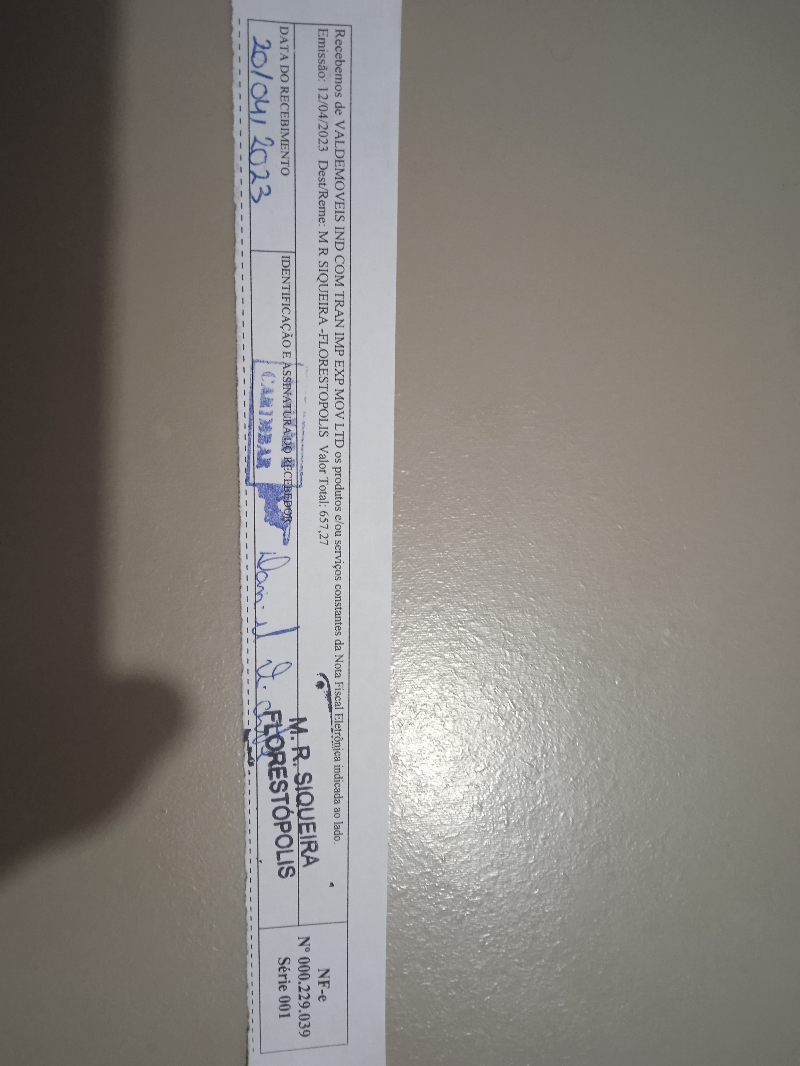 Recebemos de VALDEMOVEIS IND COM TRAN IMP EXP MOV LTD os produtos e/ou serviços constantes da Nota Fiscal Eletrônica indicada ao lado.
Emissão: 12/04/2023 Dest/Reme: M R SIQUEIRA -FLORESTOPOLIS Valor Total: 657,27
DATA DO RECEBIMENTO
20/04/2023
IDENTIFICAÇÃO E ASSINATURA DO RECEBEDOR
CARIMBAR
M. R. SIQUEIRA
FLORESTÓPOLIS
NF-e
Nº 000.229.039
Série 001